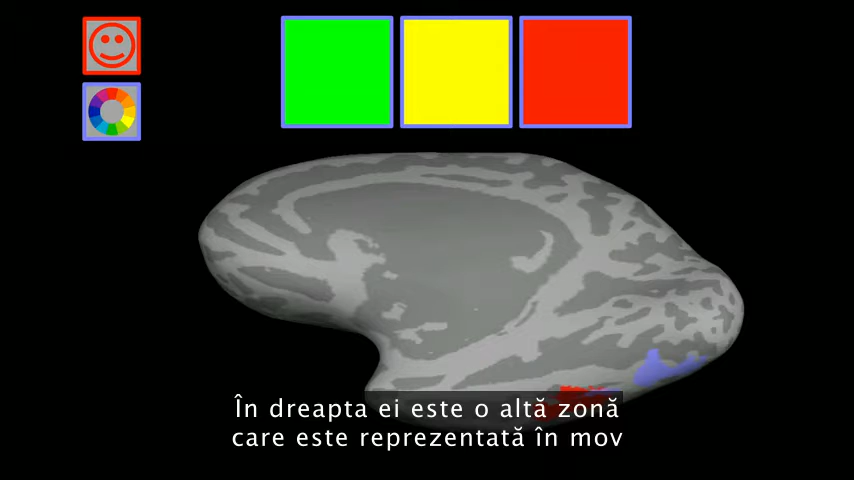 În dreapta ei este o altă zonă
care este reprezentată în mov